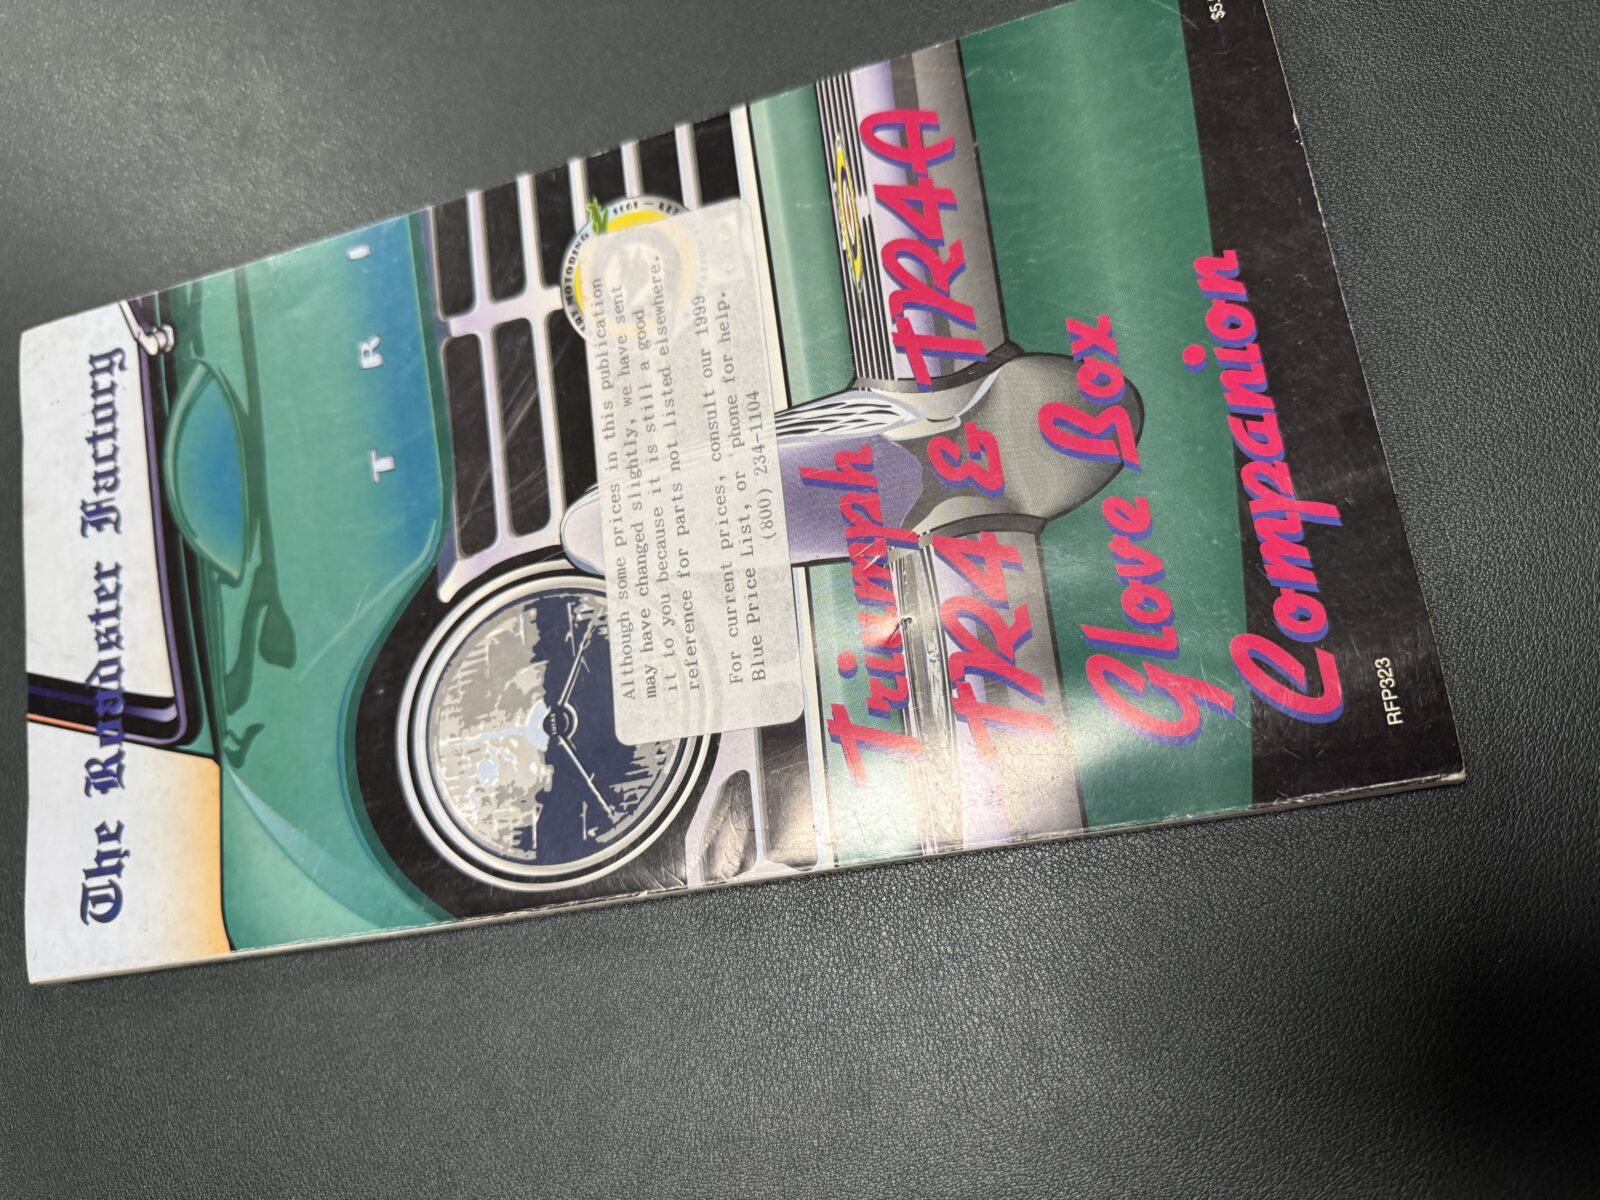 The Roadster Factory
T R I
MOTORING
LUCAS
Although some prices in this publication
may have changed slightly, we have sent
it to you because it is still a good
reference for parts not listed elsewhere.
For current prices, consult our 1999
Blue Price List, or 'phone for help.
(800) 234-1104
Triumph
TR4 & TR4A
Glove Box
Companion
RFP323